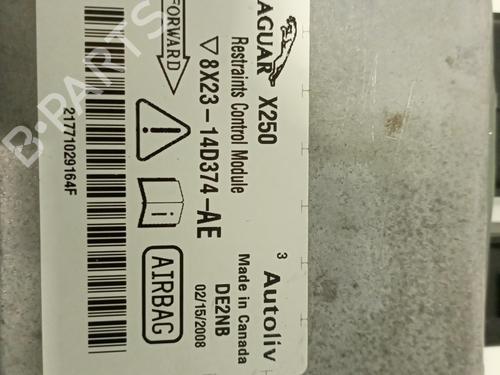 JAGUAR X250
Restraints Control Module
8X23-14D374-AE
FORWARD
AIRBAG
21771029164F
3
Autoliv
Made in Canada
DE2NB
02/15/2008
B-PARTS